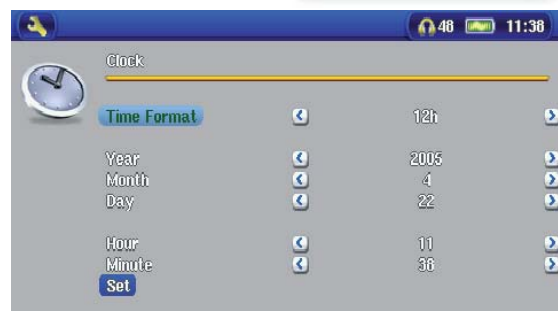 48 11:38
Clock
Time Format 12h
Year 2005
Month 4
Day 22
Hour 11
Minute 38
Set